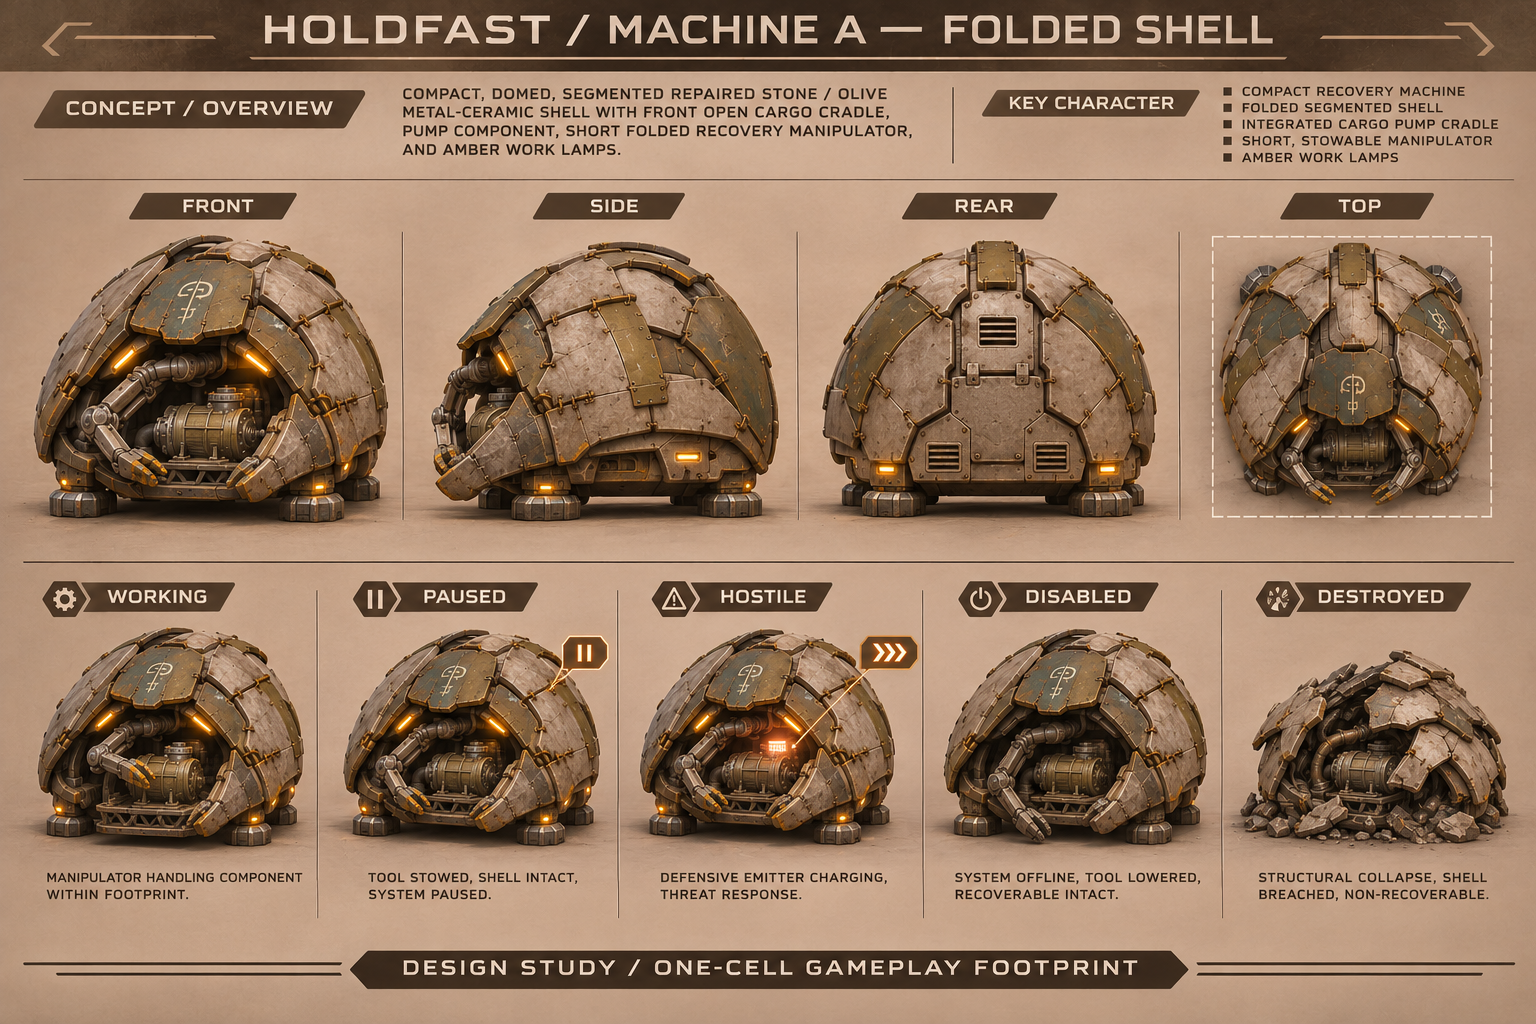 HOLDFAST / MACHINE A — FOLDED SHELL
CONCEPT / OVERVIEW
COMPACT, DOMED, SEGMENTED REPAIRED STONE / OLIVE
METAL-CERAMIC SHELL WITH FRONT OPEN CARGO CRADLE,
PUMP COMPONENT, SHORT FOLDED RECOVERY MANIPULATOR,
AND AMBER WORK LAMPS.
KEY CHARACTER
COMPACT RECOVERY MACHINE
FOLDED SEGMENTED SHELL
INTEGRATED CARGO PUMP CRADLE
SHORT, STOWABLE MANIPULATOR
AMBER WORK LAMPS
FRONT
SIDE
REAR
TOP
WORKING
PAUSED
HOSTILE
DISABLED
DESTROYED
MANIPULATOR HANDLING COMPONENT
WITHIN FOOTPRINT.
TOOL STOWED, SHELL INTACT,
SYSTEM PAUSED.
DEFENSIVE EMITTER CHARGING,
THREAT RESPONSE.
SYSTEM OFFLINE, TOOL LOWERED,
RECOVERABLE INTACT.
STRUCTURAL COLLAPSE, SHELL
BREACHED, NON-RECOVERABLE.
DESIGN STUDY / ONE-CELL GAMEPLAY FOOTPRINT